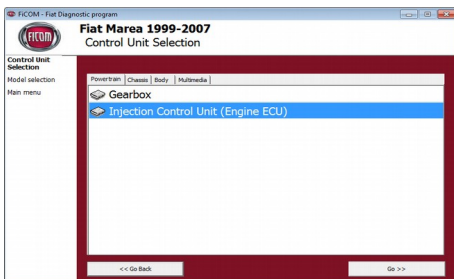 FiCOM - Fiat Diagnostic program
FICOM
Fiat Marea 1999-2007
Control Unit Selection
Control Unit
Selection
Model selection
Main menu
Powertrain Chassis Body Multimedia
Gearbox
Injection Control Unit (Engine ECU)
<< Go Back
Go >>